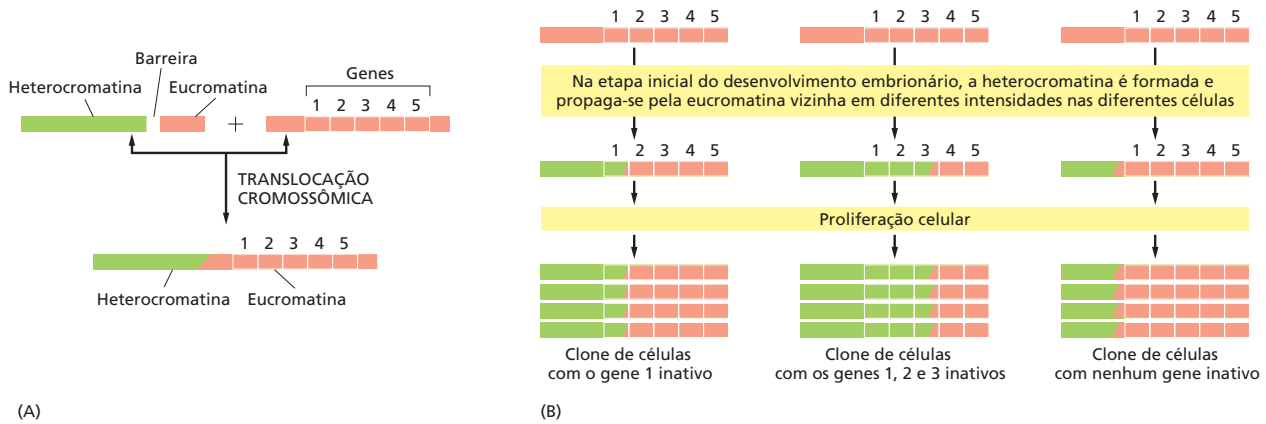 Barreira
Heterocromatina
Eucromatina
Genes
1 2 3 4 5
+
TRANSLOCAÇÃO
CROMOSSÔMICA
1 2 3 4 5
Heterocromatina
Eucromatina
(A)
1 2 3 4 5
1 2 3 4 5
1 2 3 4 5
Na etapa inicial do desenvolvimento embrionário, a heterocromatina é formada e
propaga-se pela eucromatina vizinha em diferentes intensidades nas diferentes células
1 2 3 4 5
1 2 3 4 5
1 2 3 4 5
Proliferação celular
Clone de células
com o gene 1 inativo
Clone de células
com os genes 1, 2 e 3 inativos
Clone de células
com nenhum gene inativo
(B)